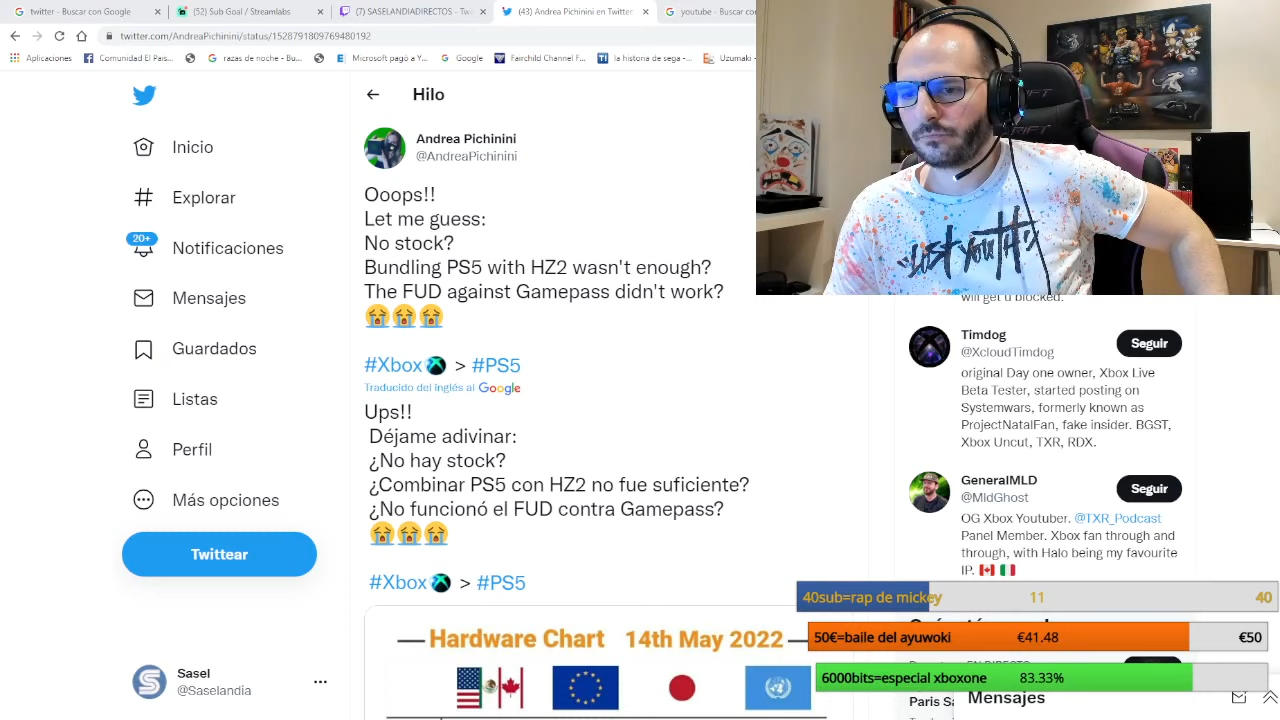 twitter - Buscar con Google
(52) Sub Goal / Streamlabs
SASELANDIADIRECTOS - Twi
(43) Andrea Pichinini en Twitter
youtube - Buscar con
twitter.com/AndreaPichinini/status/1528791809769480192
Aplicaciones
Comunidad El Pais...
razas de noche - Bu...
Microsoft pagó a Y...
Google
Fairchild Channel F...
la historona de sega -...
Uzumaki -
Hilo
Andrea Pichinini
@AndreaPichinini
Inicio
Explorar
20+
Notificaciones
Mensajes
Guardados
Listas
Perfil
Más opciones
Twittear
Sasel
@Saselandia
Ooops!!
Let me guess:
No stock?
Bundling PS5 with HZ2 wasn't enough?
The FUD against Gamepass didn't work?
#Xbox > #PS5
Traducido del inglés al Google
Ups!!
Déjame adivinar:
¿No hay stock?
¿Combinar PS5 con HZ2 no fue suficiente?
¿No funcionó el FUD contra Gamepass?
#Xbox > #PS5
Hardware Chart 14th May 2022
LOST YOUTH'S
will get u blocked.
Timdog
@XcloudTimdog
Seguir
original Day one owner, Xbox Live
Beta Tester, started posting on
Systemwars, formerly known as
ProjectNatalFan, fake insider. BGST,
Xbox Uncut, TXR, RDX.
GeneralMLD
@MldGhost
Seguir
OG Xbox Youtuber. @TXR_Podcast
Panel Member. Xbox fan through and
through, with Halo being my favourite
IP.
40sub=rap de mickey 11 40
50€=baile del ayuwoki €41.48 €50
6000bits=especial xboxone 83.33%
Paris Sa
Mensajes